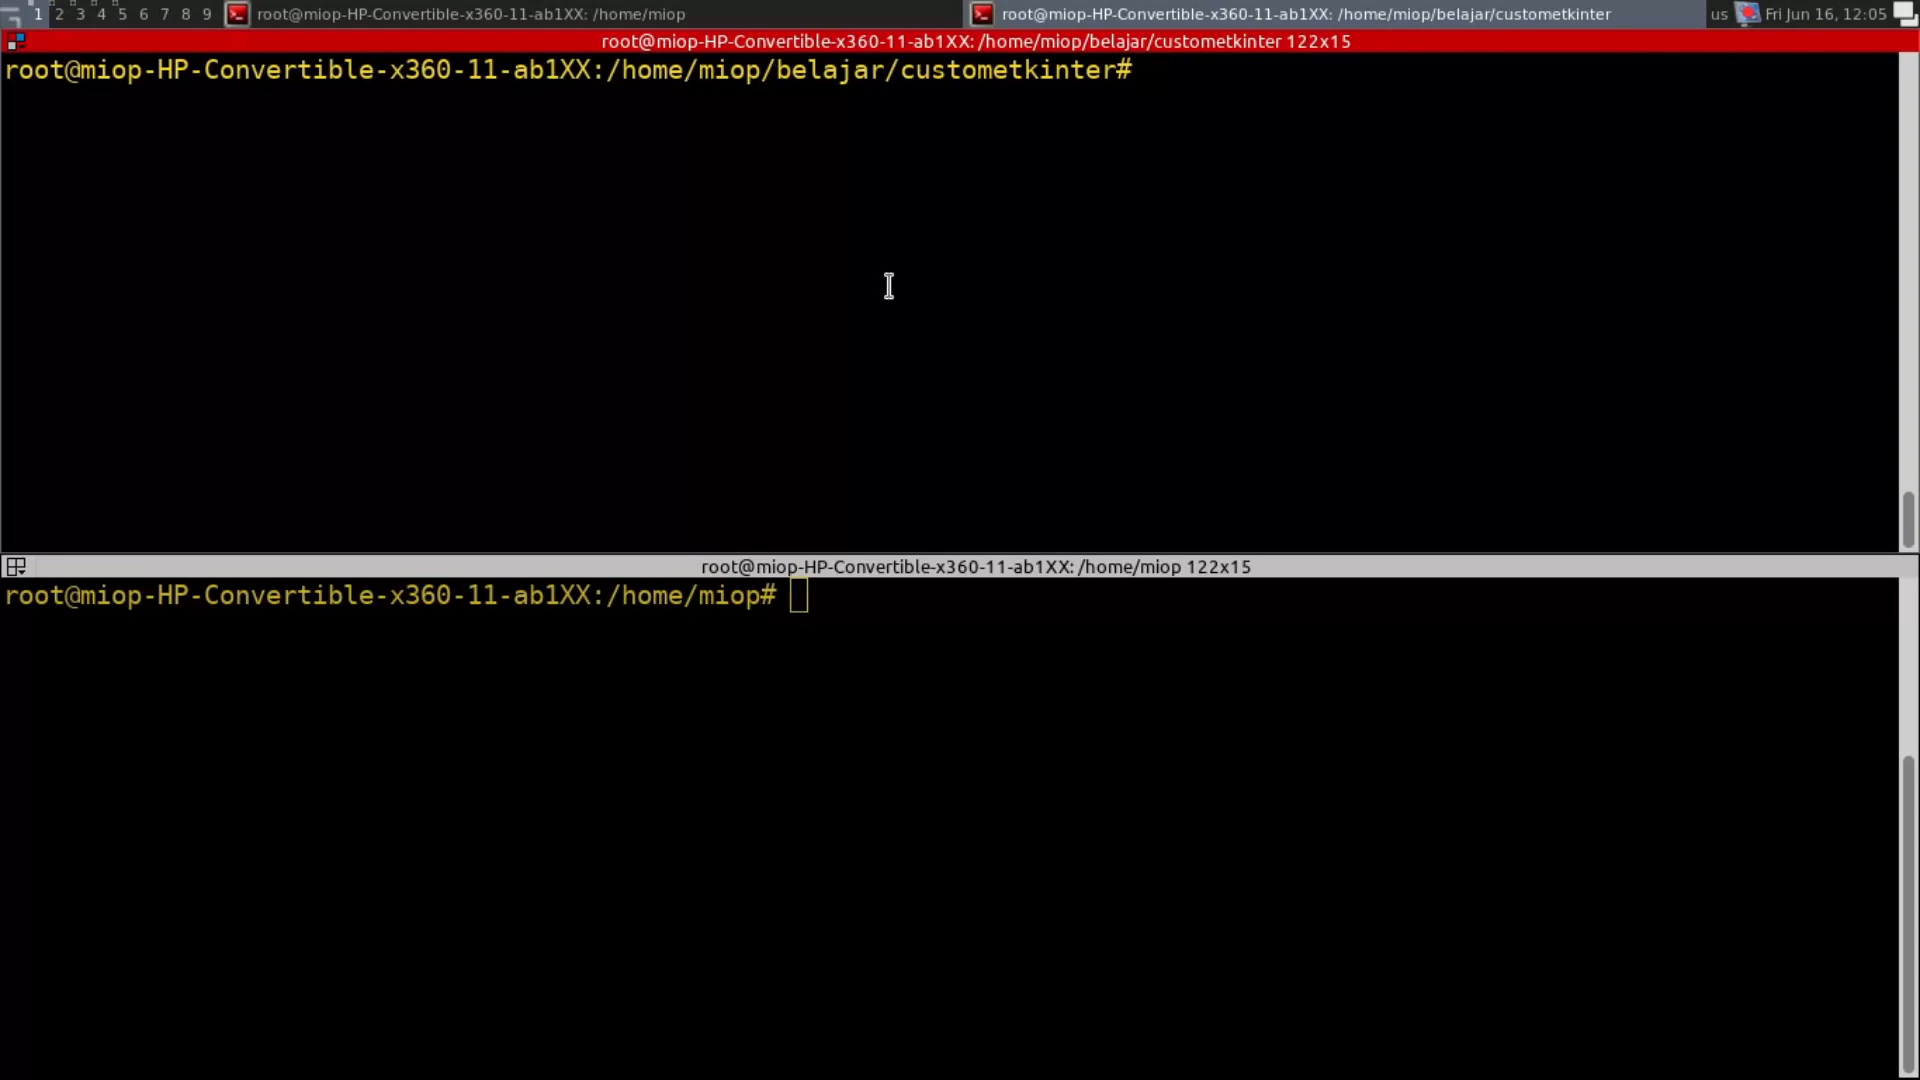 1 2 3 4 5 6 7 8 9 root@miop-HP-Convertible-x360-11-ab1XX: /home/miop root@miop-HP-Convertible-x360-11-ab1XX: /home/miop/belajar/custometkinter us Fri Jun 16, 12:05
root@miop-HP-Convertible-x360-11-ab1XX: /home/miop/belajar/custometkinter 122x15
root@miop-HP-Convertible-x360-11-ab1XX:/home/miop/belajar/custometkinter#
root@miop-HP-Convertible-x360-11-ab1XX: /home/miop 122x15
root@miop-HP-Convertible-x360-11-ab1XX:/home/miop#